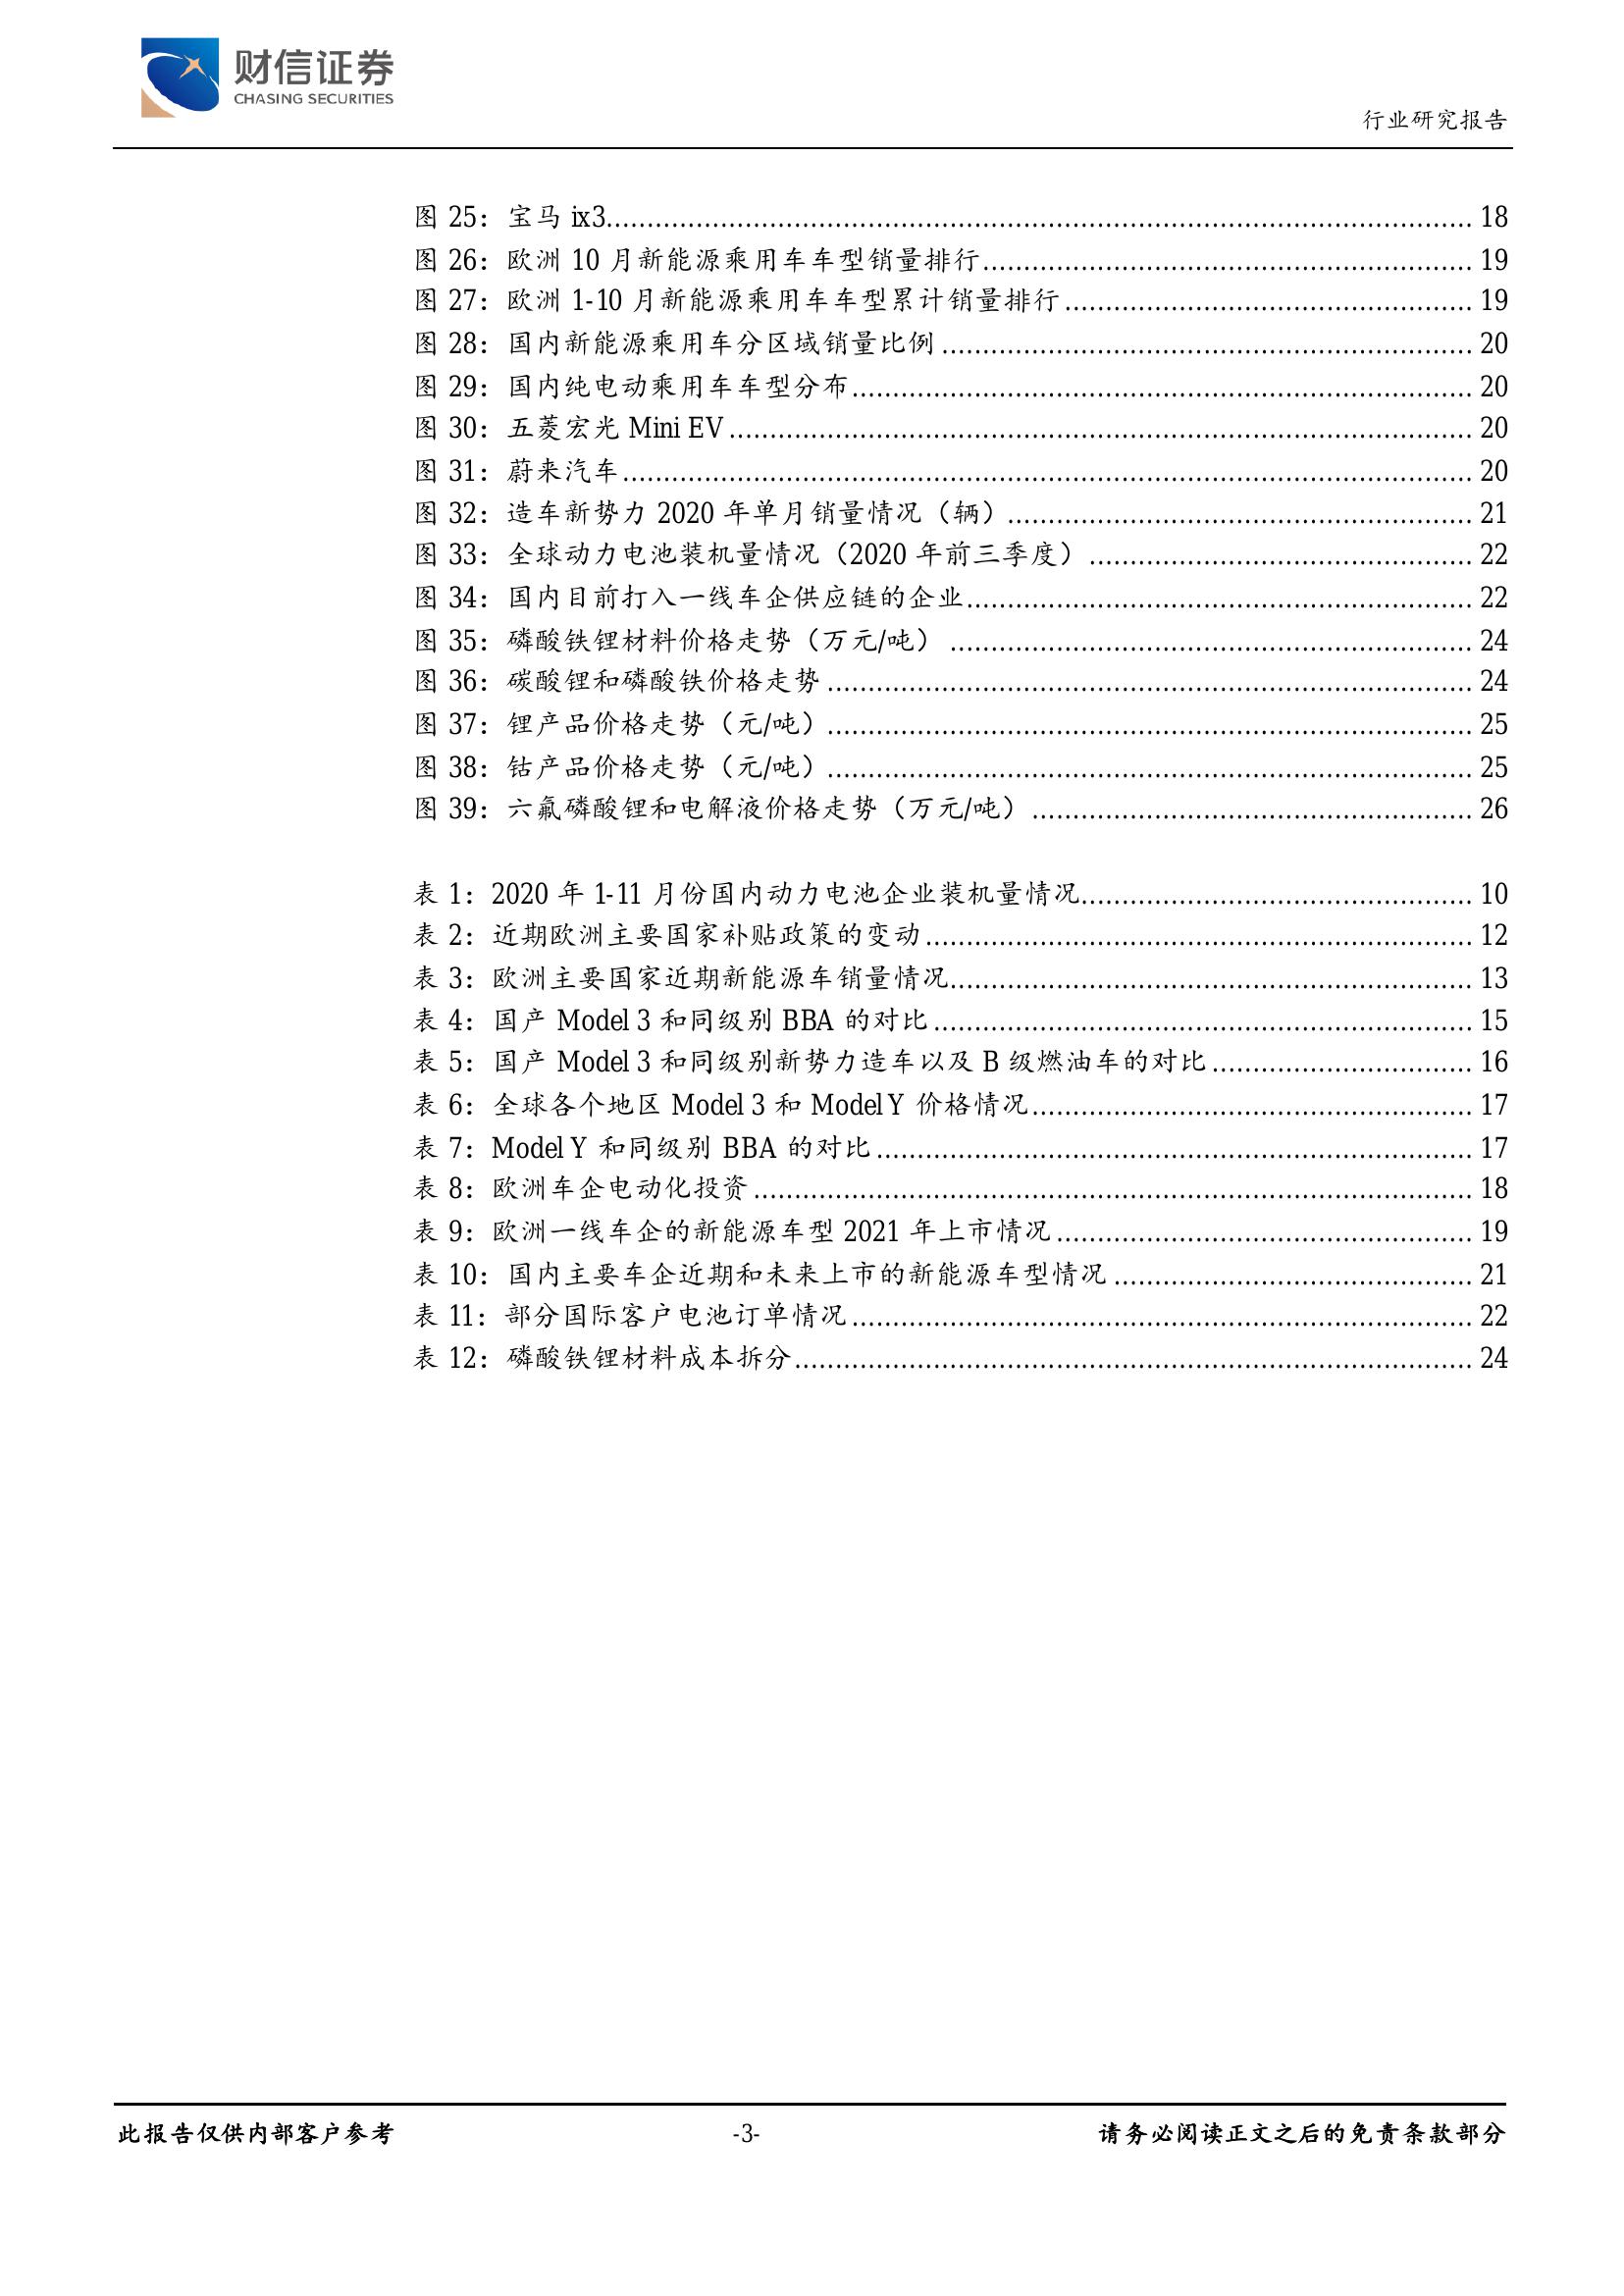 财信证券
CHASING SECURITIES
行业研究报告
图 25：宝马 ix3........................................................................ 18
图 26：欧洲 10 月新能源乘用车车型销量排行........................................ 19
图 27：欧洲 1-10 月新能源乘用车车型累计销量排行........................................ 19
图 28：国内新能源乘用车分区域销量比例........................................ 20
图 29：国内纯电动乘用车车型分布........................................ 20
图 30：五菱宏光 Mini EV........................................ 20
图 31：蔚来汽车........................................ 20
图 32：造车新势力 2020 年单月销量情况（辆）........................................ 21
图 33：全球动力电池装机量情况（2020 年前三季度）........................................ 22
图 34：国内目前打入一线车企供应链的企业........................................ 22
图 35：磷酸铁锂材料价格走势（万元/吨）........................................ 24
图 36：碳酸锂和磷酸铁价格走势........................................ 24
图 37：锂产品价格走势（元/吨）........................................ 25
图 38：钴产品价格走势（元/吨）........................................ 25
图 39：六氟磷酸锂和电解液价格走势（万元/吨）........................................ 26
表 1：2020 年 1-11 月份国内动力电池企业装机量情况........................................ 10
表 2：近期欧洲主要国家补贴政策的变动........................................ 12
表 3：欧洲主要国家近期新能源车销量情况........................................ 13
表 4：国产 Model 3 和同级别 BBA 的对比........................................ 15
表 5：国产 Model 3 和同级别新势力造车以及 B 级燃油车的对比........................................ 16
表 6：全球各个地区 Model 3 和 Model Y 价格情况........................................ 17
表 7：Model Y 和同级别 BBA 的对比........................................ 17
表 8：欧洲车企电动化投资........................................ 18
表 9：欧洲一线车企的新能源车型 2021 年上市情况........................................ 19
表 10：国内主要车企近期和未来上市的新能源车型情况........................................ 21
表 11：部分国际客户电池订单情况........................................ 22
表 12：磷酸铁锂材料成本拆分........................................ 24
此报告仅供内部客户参考
-3-
请务必阅读正文之后的免责条款部分